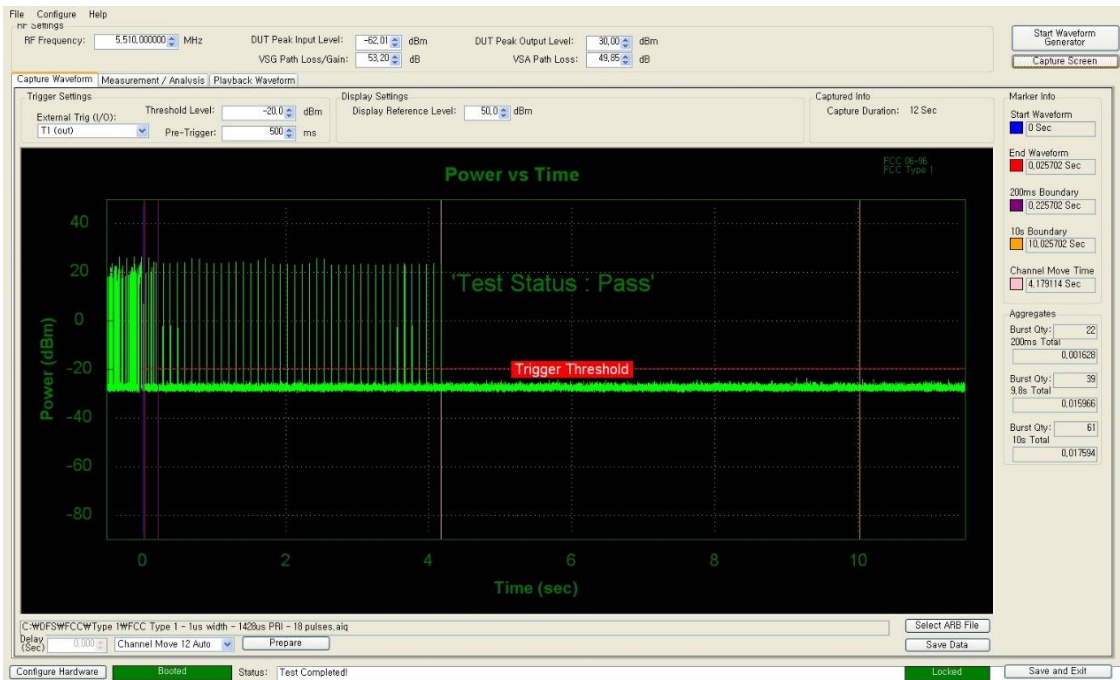 File Configure Help
RF Settings
RF Frequency: 5,510,000000 MHz DUT Peak Input Level: -62,01 dBm DUT Peak Output Level: 30,00 dBm
VSG Path Loss/Gain: 53,20 dB VSA Path Loss: 49,85 dB
Start Waveform Generator
Capture Screen
Capture Waveform Measurement / Analysis Playback Waveform
Trigger Settings
External Trig (I/O): Threshold Level: -20,0 dBm
T1 (out) Pre-Trigger: 500 ms
Display Settings
Display Reference Level: 50,0 dBm
Captured Info
Capture Duration: 12 Sec
Marker Info
Start Waveform
0 Sec
End Waveform
0,025702 Sec
200ms Boundary
0,225702 Sec
10s Boundary
10,025702 Sec
Channel Move Time
4,179114 Sec
Aggregates
Burst Qty: 22
200ms Total
0,001628
Burst Qty: 39
9,8s Total
0,015966
Burst Qty: 61
10s Total
0,017594
Power vs Time
FCC 06-96
FCC Type 1
'Test Status : Pass'
Trigger Threshold
Power (dBm)
40
20
0
-20
-40
-60
-80
0 2 4 6 8 10
Time (sec)
C:₩DFS₩FCC₩Type 1₩FCC Type 1 - 1us width - 1428us PRI - 18 pulses,aiq
Select ARB File
Delay (Sec) 0,000 Channel Move 12 Auto Prepare
Save Data
Configure Hardware Booted Status: Test Completed! Locked Save and Exit